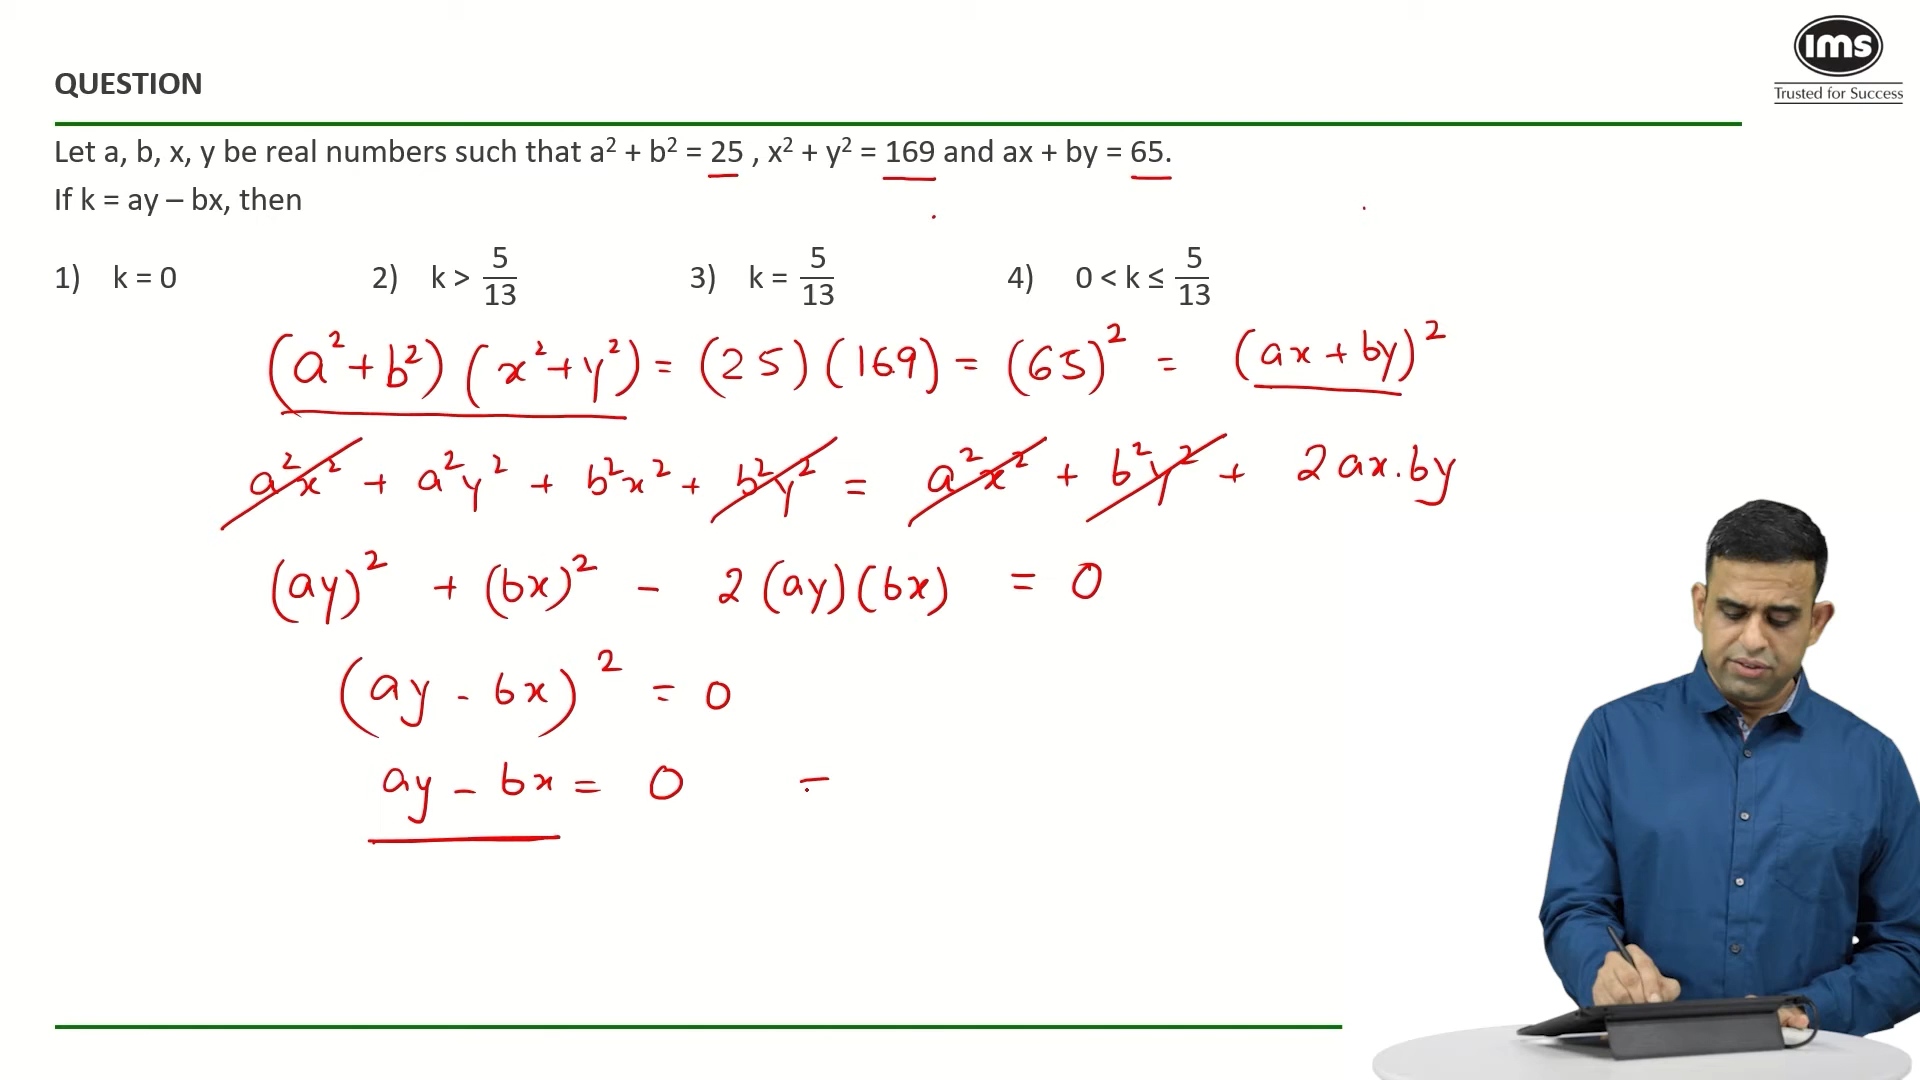 ims
Trusted for Success
QUESTION
Let a, b, x, y be real numbers such that a² + b² = 25 , x² + y² = 169 and ax + by = 65.
If k = ay – bx, then
1) k = 0 2) k > 5/13 3) k = 5/13 4) 0 < k ≤ 5/13
(a² + b²) (x² + y²) = (25) (169) = (65)² = (ax + by)²
a²x² + a²y² + b²x² + b²y² = a²x² + b²y² + 2ax.by
(ay)² + (bx)² - 2 (ay) (bx) = 0
(ay - bx)² = 0
ay - bx = 0 =